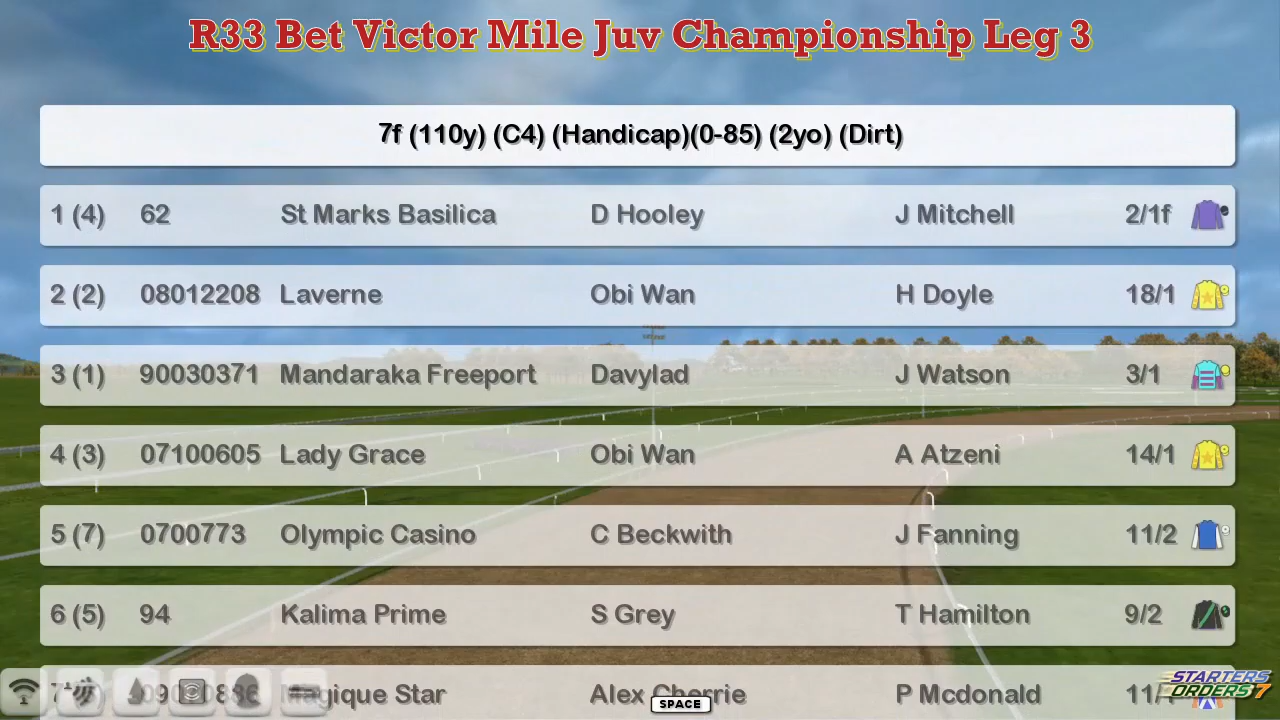 R33 Bet Victor Mile Juv Championship Leg 3
7f (110y) (C4) (Handicap)(0-85) (2yo) (Dirt)
1 (4) 62 St Marks Basilica D Hooley J Mitchell 2/1f
2 (2) 08012208 Laverne Obi Wan H Doyle 18/1
3 (1) 90030371 Mandaraka Freeport Davylad J Watson 3/1
4 (3) 07100605 Lady Grace Obi Wan A Atzeni 14/1
5 (7) 0700773 Olympic Casino C Beckwith J Fanning 11/2
6 (5) 94 Kalima Prime S Grey T Hamilton 9/2
Magique Star Alex Cherrie P Mcdonald
SPACE
STARTERS
ORDERS 7